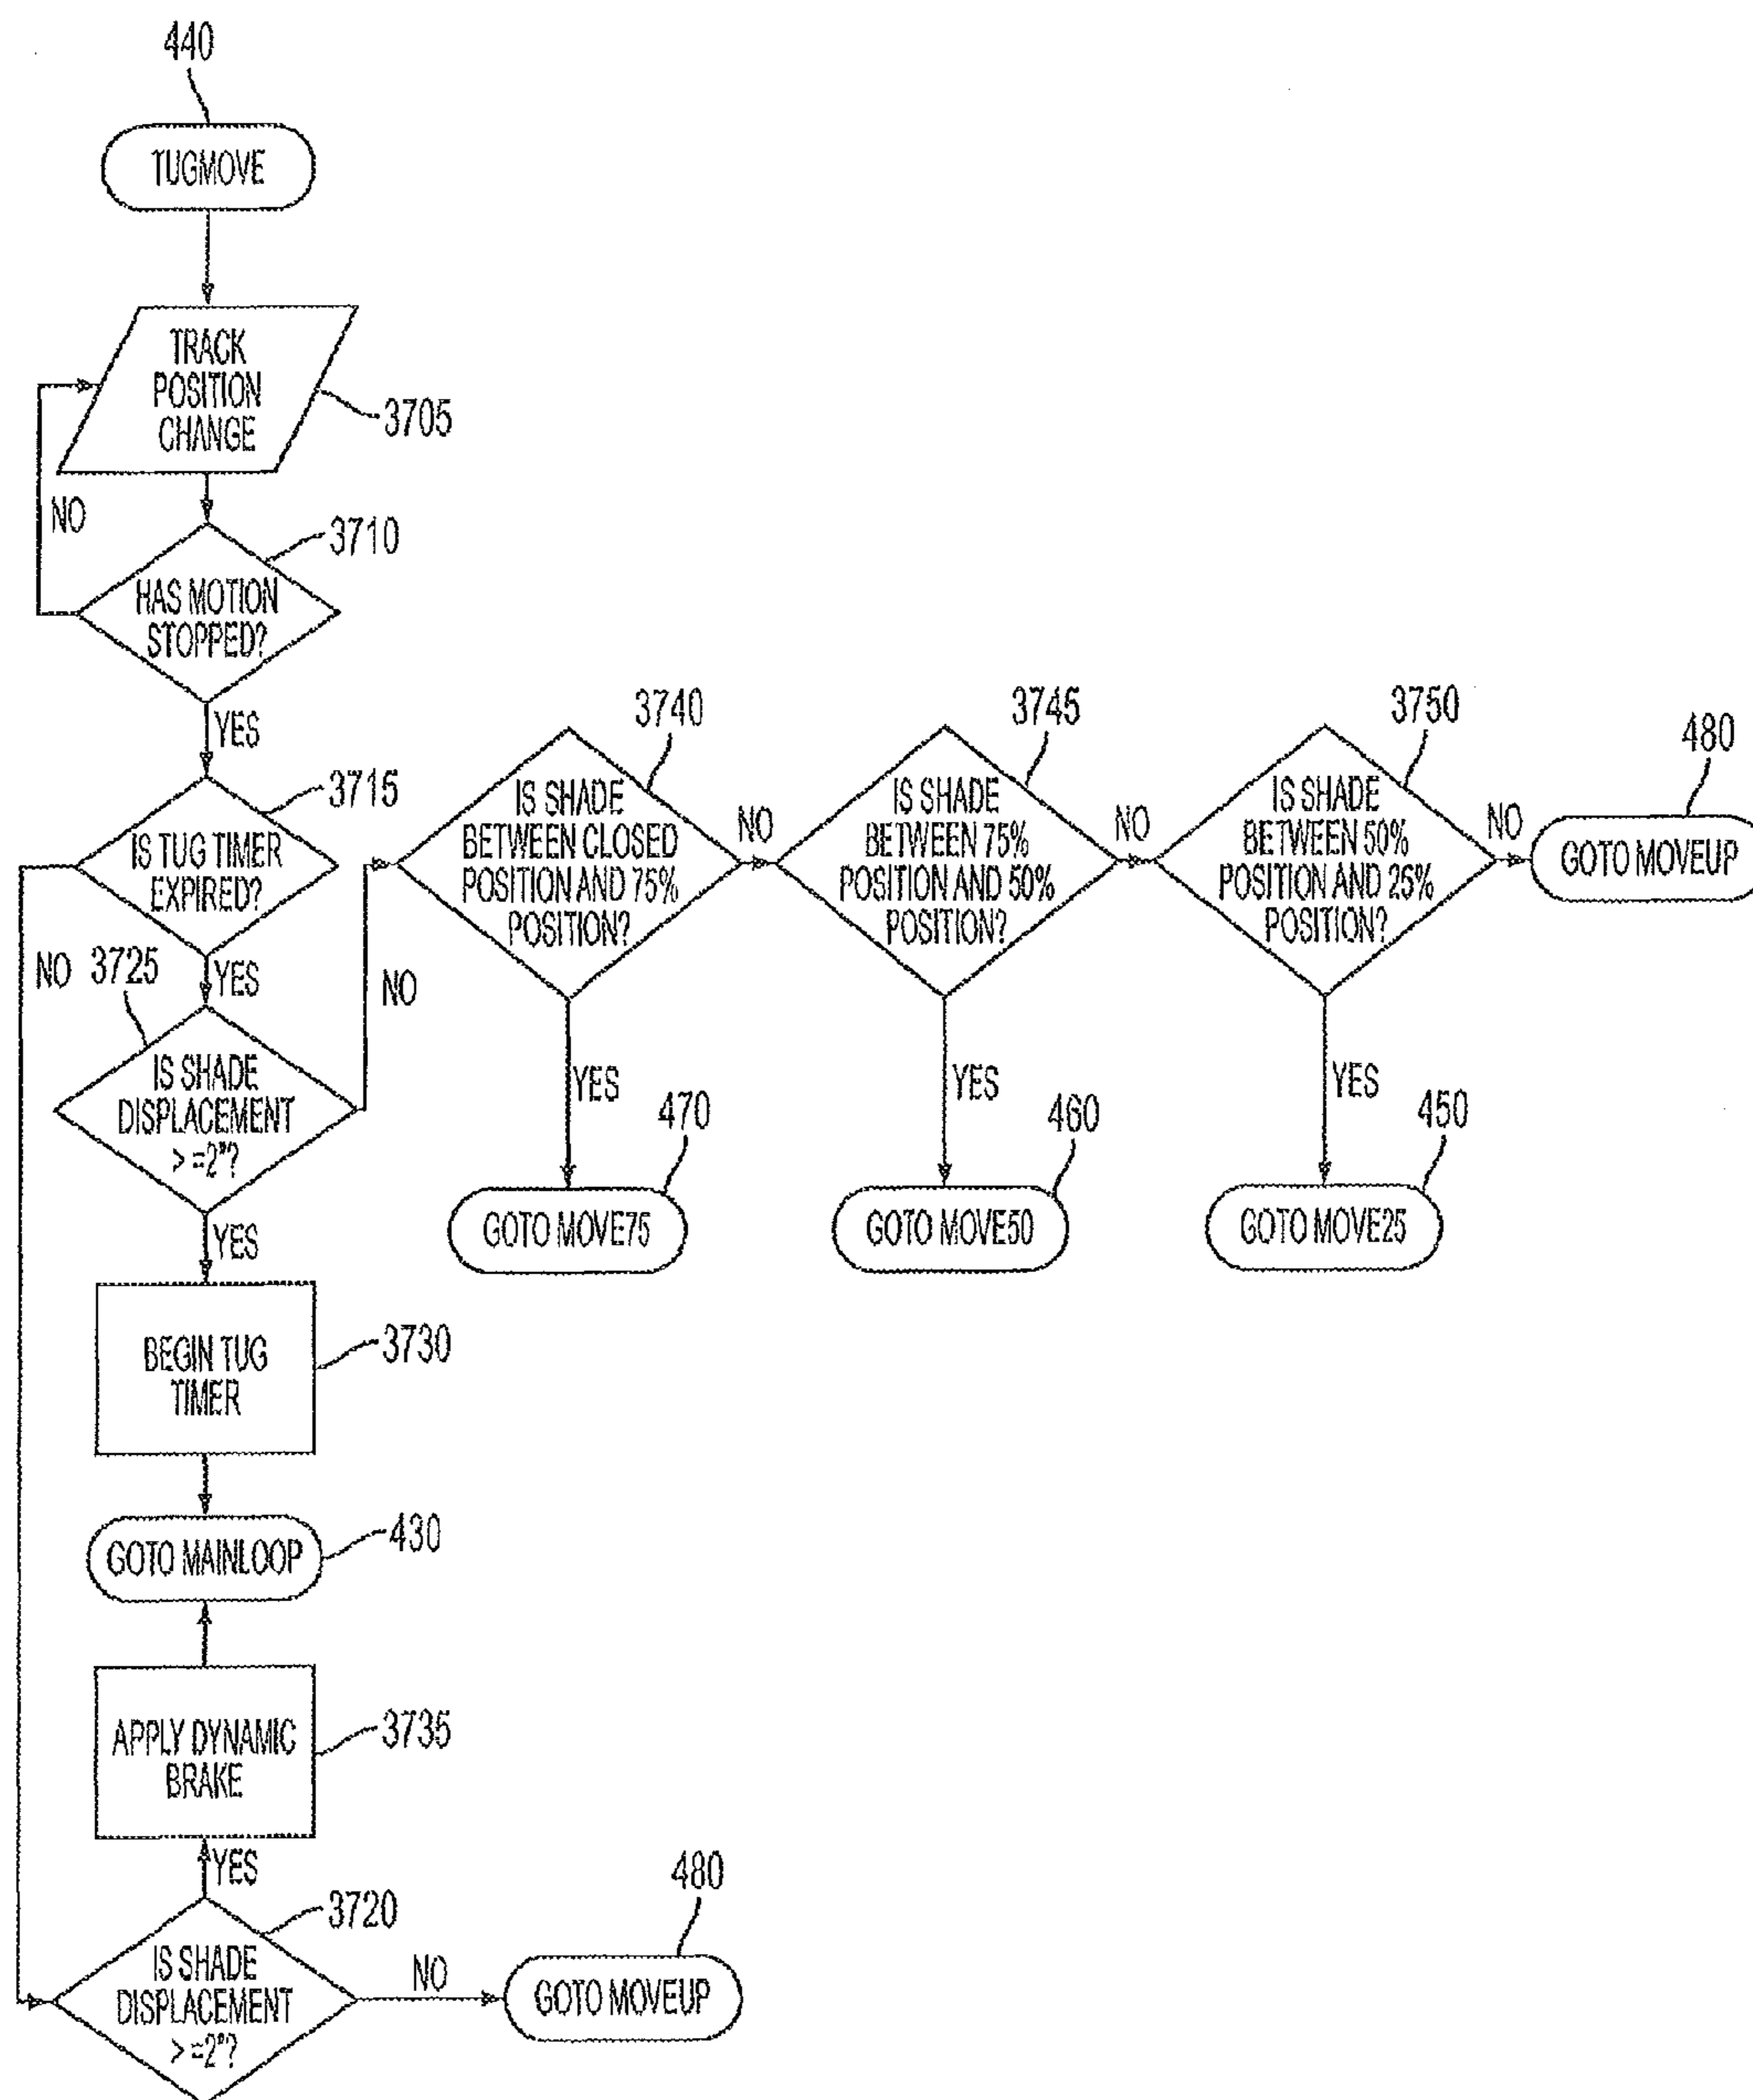 440
TUGMOVE
TRACK
POSITION
CHANGE
3705
NO
3710
HAS MOTION
STOPPED?
YES
3715
IS TUG TIMER
EXPIRED?
NO
3725
YES
IS SHADE
DISPLACEMENT
> =2"?
NO
YES
3740
IS SHADE
BETWEEN CLOSED
POSITION AND 75%
POSITION?
NO
YES
470
GOTO MOVE75
3745
IS SHADE
BETWEEN 75%
POSITION AND 50%
POSITION?
NO
YES
460
GOTO MOVE50
3750
IS SHADE
BETWEEN 50%
POSITION AND 25%
POSITION?
NO
YES
450
GOTO MOVE25
480
GOTO MOVEUP
BEGIN TUG
TIMER
3730
GOTO MAINLOOP
430
APPLY DYNAMIC
BRAKE
3735
YES
3720
IS SHADE
DISPLACEMENT
> =2"?
NO
480
GOTO MOVEUP